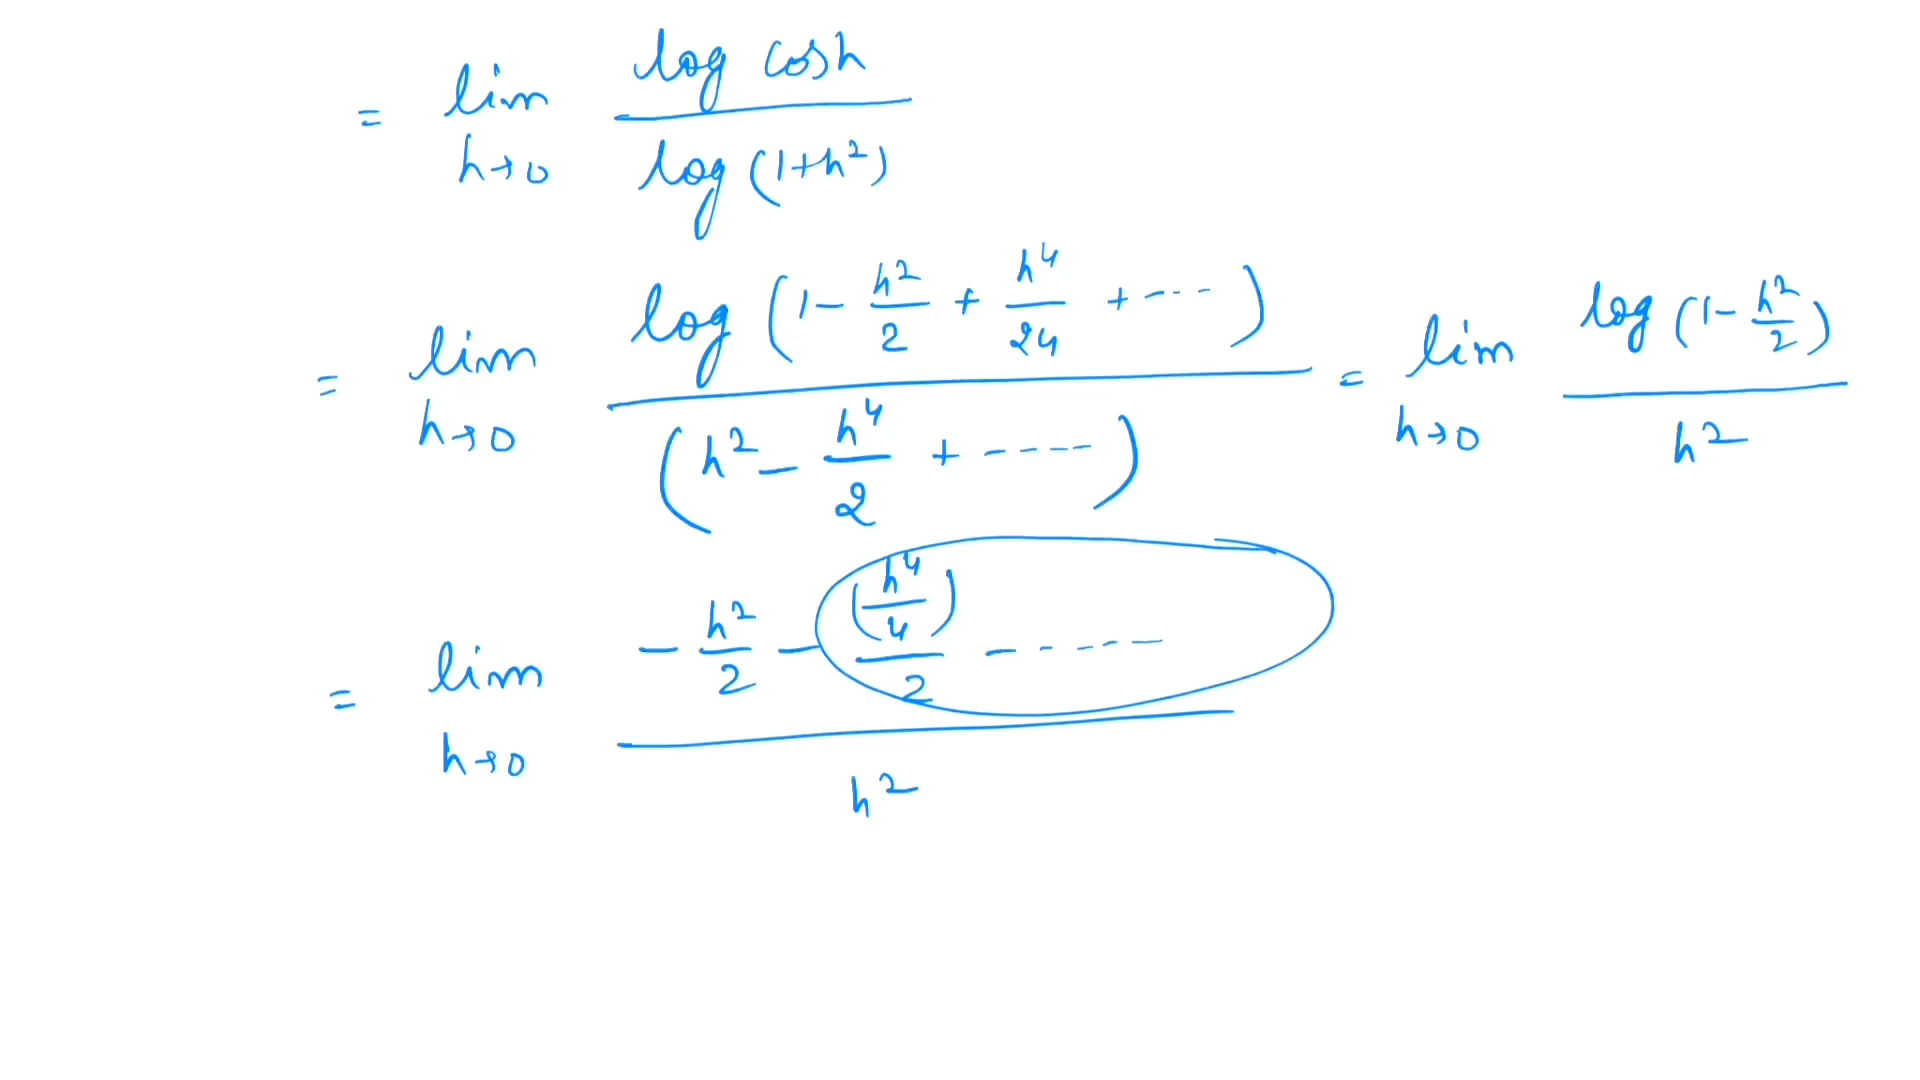 = lim h→0 log cosh / log (1+h²)
= lim h→0 log (1 - h²/2 + h⁴/24 + ----) / (h² - h⁴/2 + -----) = lim h→0 log (1 - h²/2) / h²
= lim h→0 (- h²/2 - (h⁴/4)/2 - -----) / h²